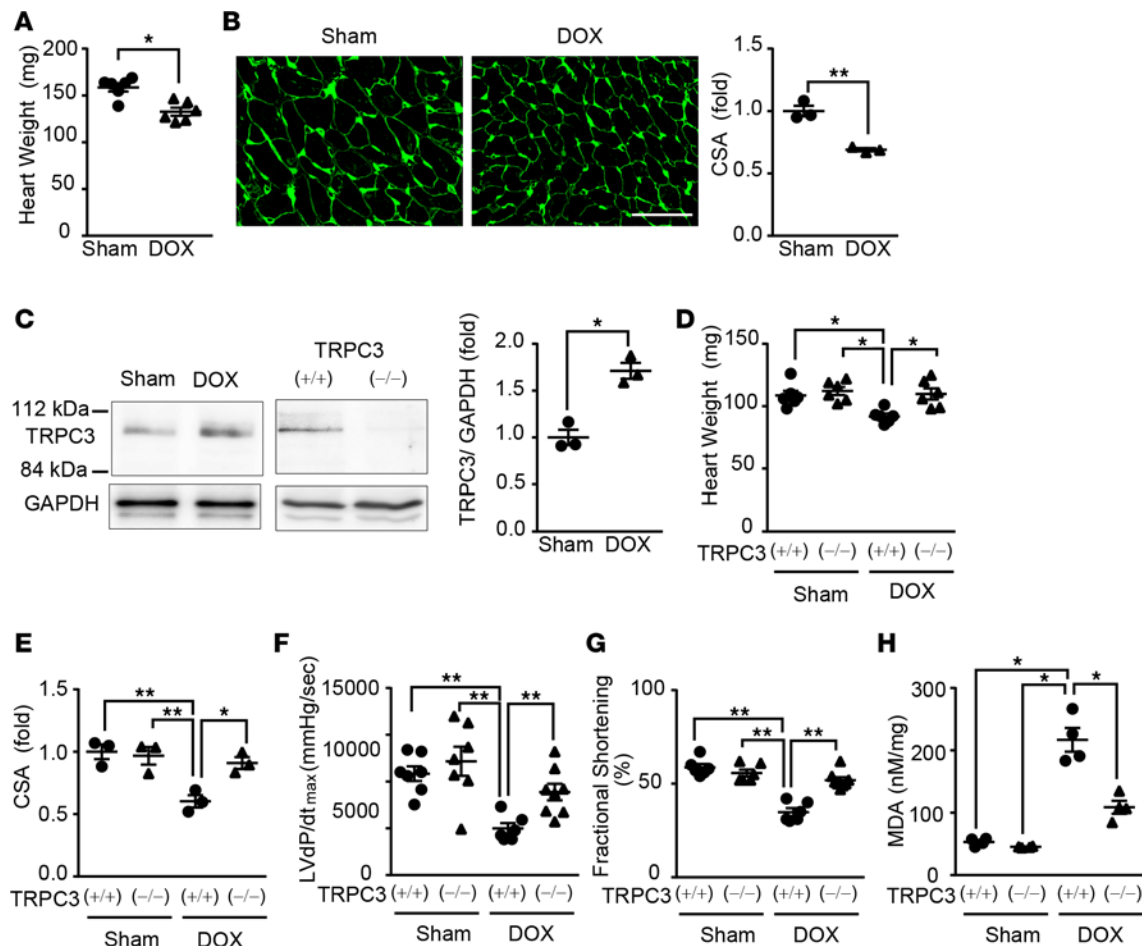 A
Heart Weight (mg)
200
150
100
50
0
*
Sham DOX
B
Sham DOX
CSA (fold)
1.5
1.0
0.5
0.0
**
Sham DOX
C
Sham DOX
TRPC3
(+/+) (−/−)
112 kDa
TRPC3
84 kDa
GAPDH
TRPC3/ GAPDH (fold)
2.0
1.5
1.0
0.5
0.0
*
Sham DOX
D
Heart Weight (mg)
150
100
50
0
*
* *
TRPC3 (+/+) (−/−) (+/+) (−/−)
Sham DOX
E
CSA (fold)
1.5
1.0
0.5
0.0
**
** *
TRPC3 (+/+) (−/−) (+/+) (−/−)
Sham DOX
F
LVdP/dt max (mmHg/sec)
15000
10000
5000
0
**
** **
TRPC3 (+/+) (−/−) (+/+) (−/−)
Sham DOX
G
Fractional Shortening
(%)
100
50
0
**
** **
TRPC3 (+/+) (−/−) (+/+) (−/−)
Sham DOX
H
MDA (nM/mg)
300
200
100
0
*
* *
TRPC3 (+/+) (−/−) (+/+) (−/−)
Sham DOX